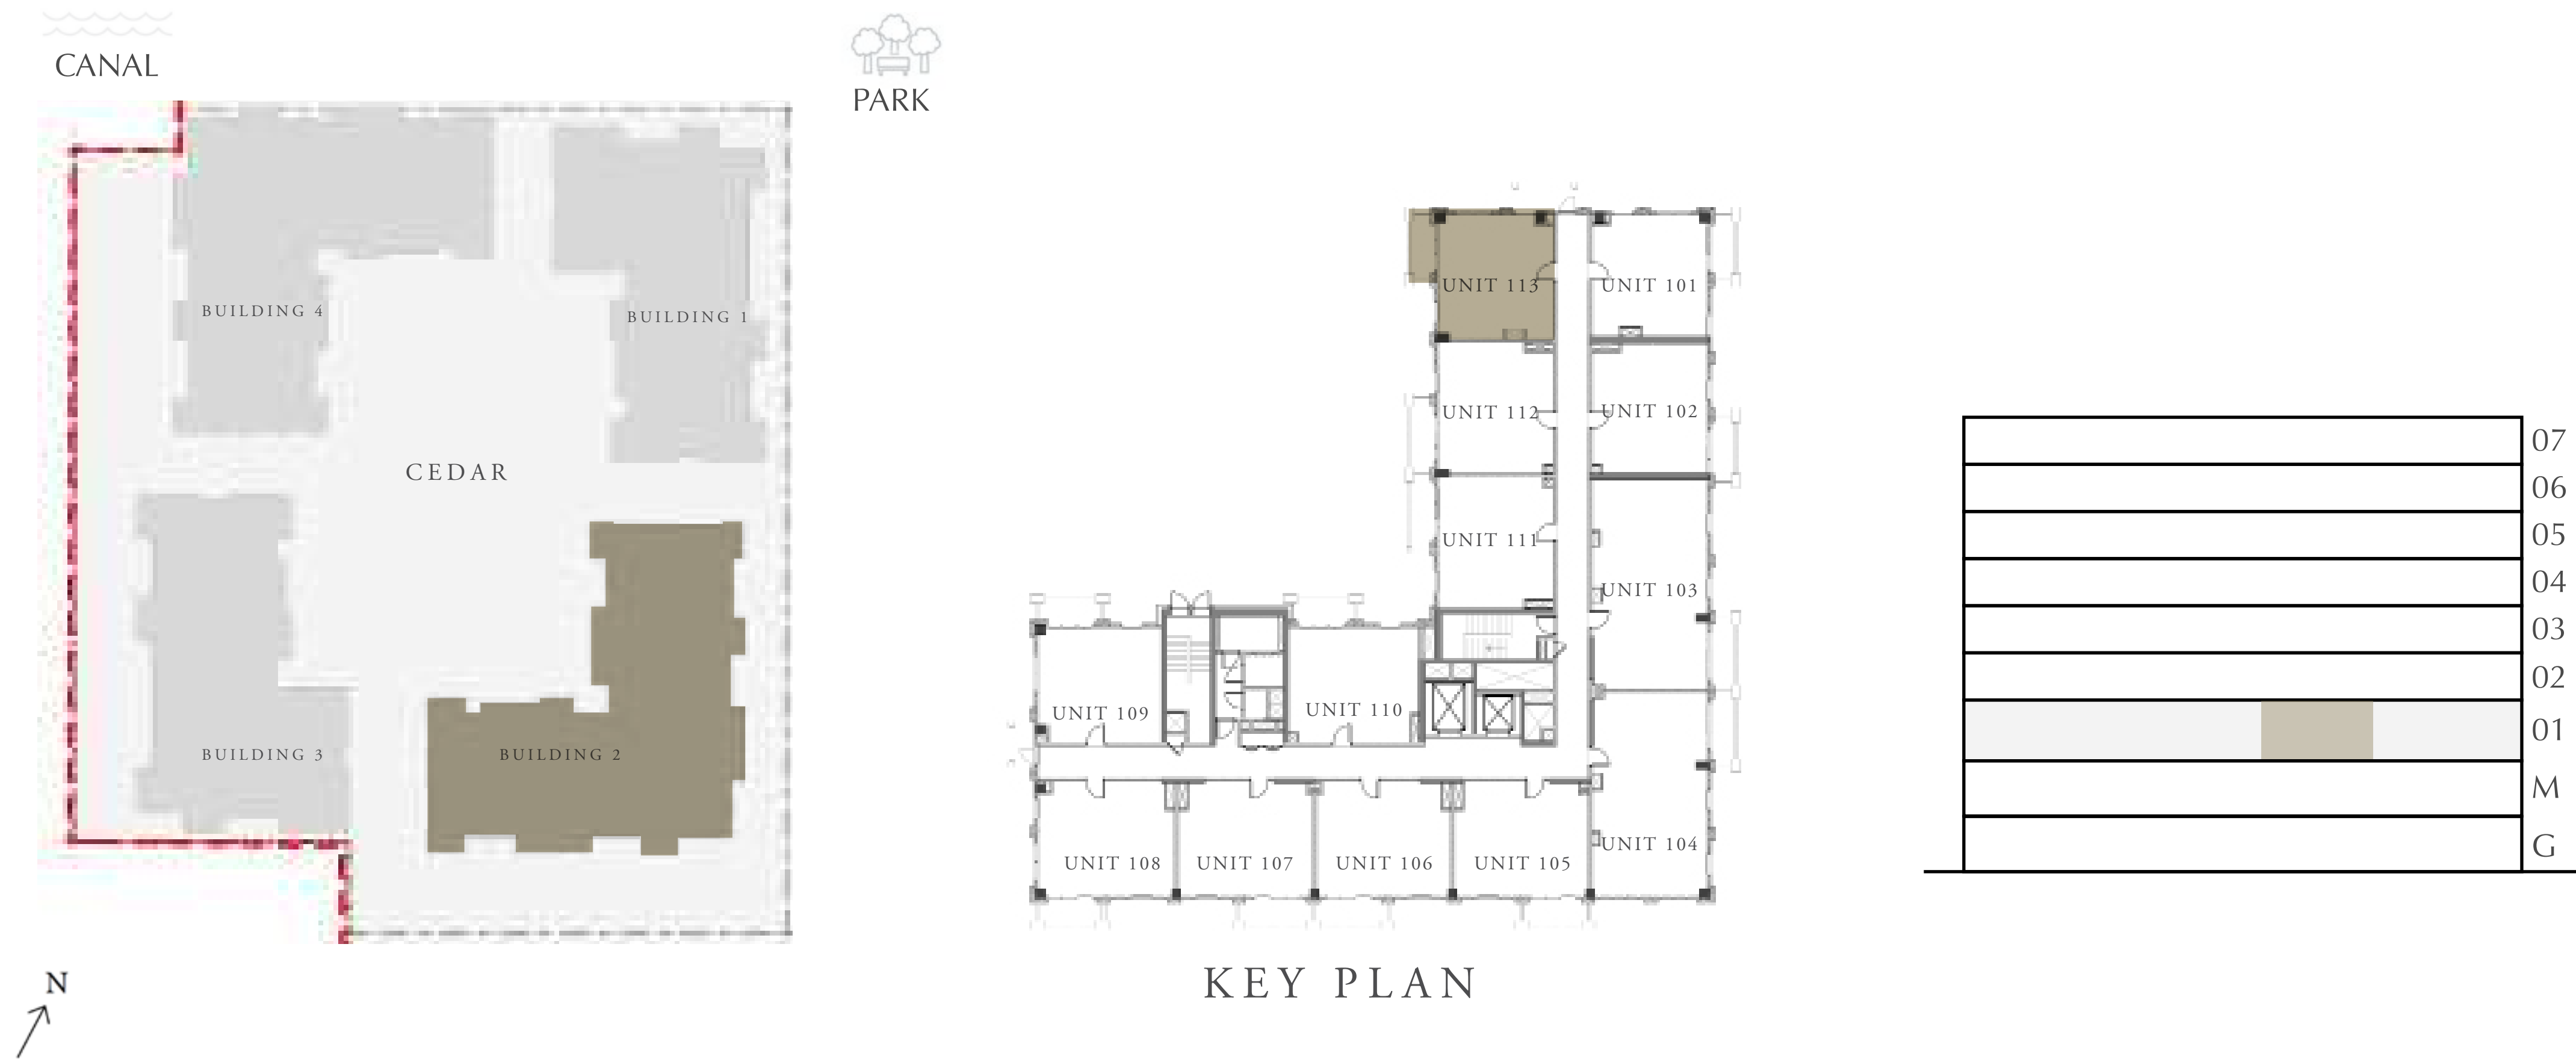 CANAL
PARK
BUILDING 4
BUILDING 1
CEDAR
BUILDING 3
BUILDING 2
N
UNIT 113
UNIT 101
UNIT 112
UNIT 102
UNIT 111
UNIT 103
UNIT 109
UNIT 110
UNIT 108
UNIT 107
UNIT 106
UNIT 105
UNIT 104
KEY PLAN
07
06
05
04
03
02
01
M
G